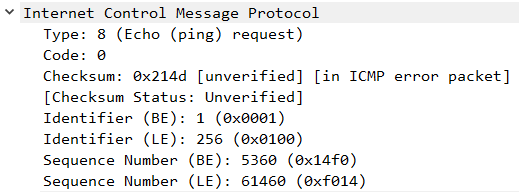 Internet Control Message Protocol
Type: 8 (Echo (ping) request)
Code: 0
Checksum: 0x214d [unverified] [in ICMP error packet]
[Checksum Status: Unverified]
Identifier (BE): 1 (0x0001)
Identifier (LE): 256 (0x0100)
Sequence Number (BE): 5360 (0x14f0)
Sequence Number (LE): 61460 (0xf014)